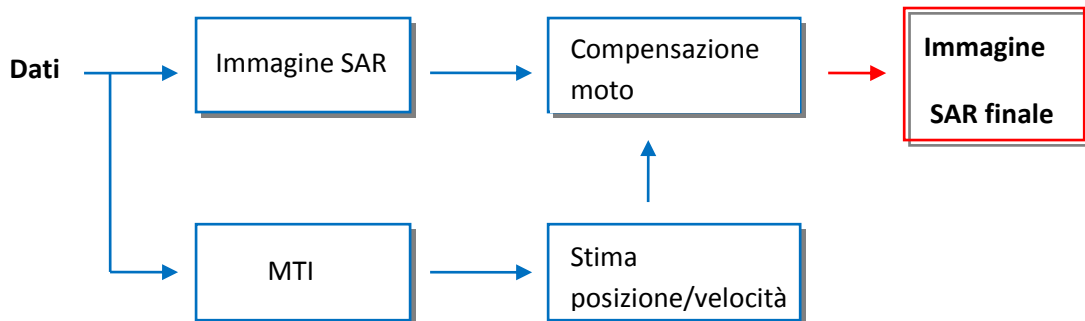 Dati
Immagine SAR
Compensazione
moto
Immagine
SAR finale
MTI
Stima
posizione/velocità